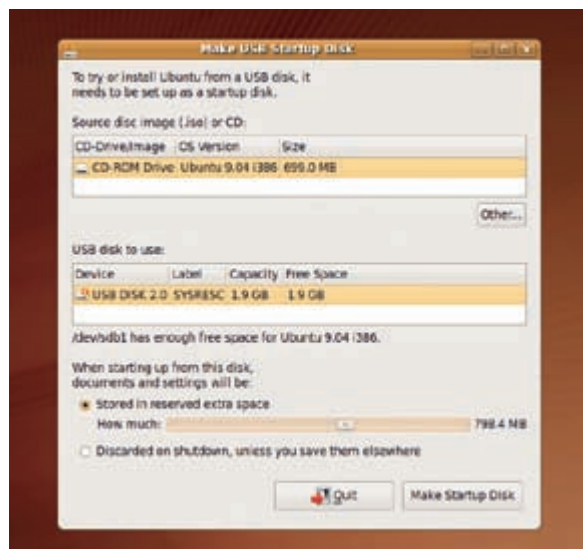 Make USB Startup Disk
To try or install Ubuntu from a USB disk, it
needs to be set up as a startup disk.
Source disc image (.iso) or CD:
CD-Drive/Image OS Version Size
CD-ROM Drive Ubuntu 9.04 i386 699.0 MB
Other...
USB disk to use:
Device Label Capacity Free Space
USB DISK 2.0 SYSRESC 1.9 GB 1.9 GB
/dev/sdb1 has enough free space for Ubuntu 9.04 i386.
When starting up from this disk,
documents and settings will be:
Stored in reserved extra space
How much: 798.4 MB
Discarded on shutdown, unless you save them elsewhere
Quit Make Startup Disk